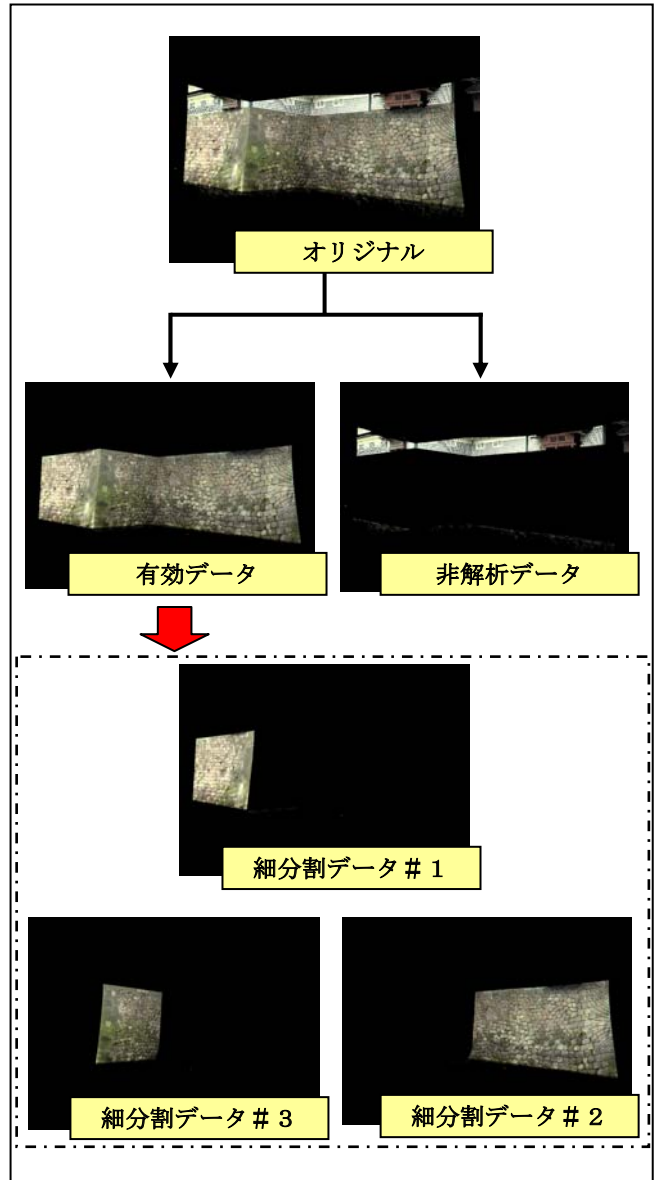 オリジナル
有効データ
非解析データ
細分割データ＃１
細分割データ＃３
細分割データ＃２